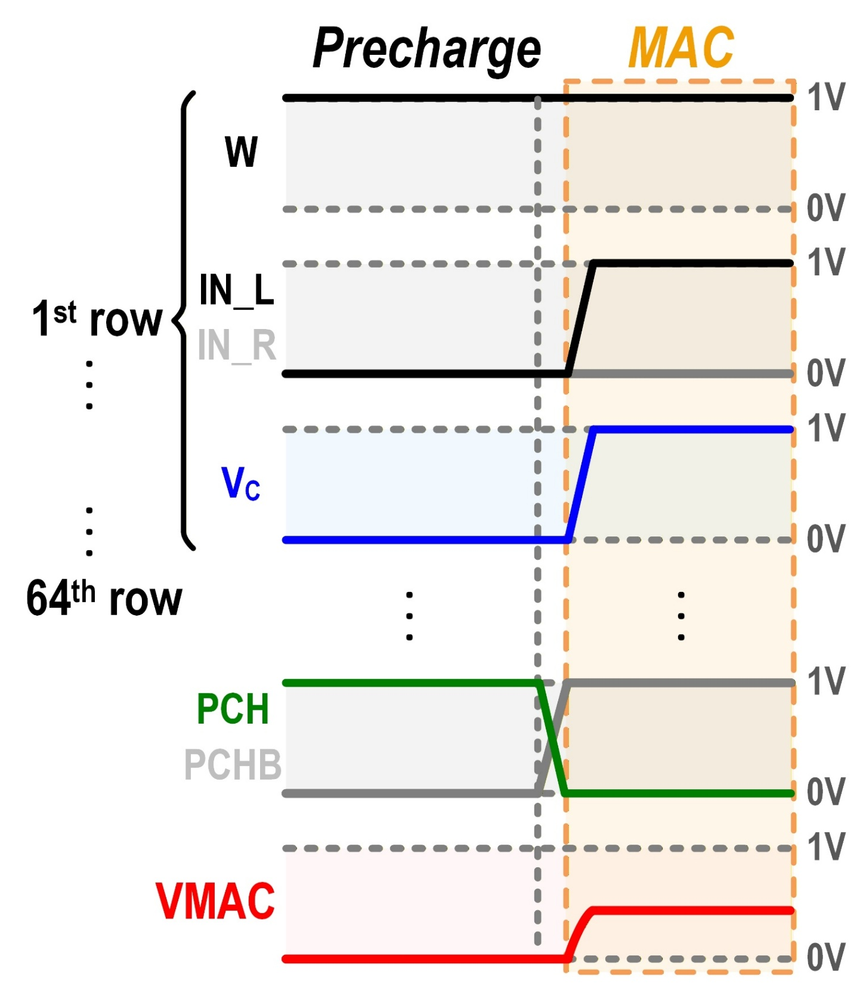 Precharge MAC
1V
W
0V
1V
IN_L
1st row
IN_R
0V
1V
VC
0V
64th row
1V
PCH
PCHB
0V
1V
VMAC
0V